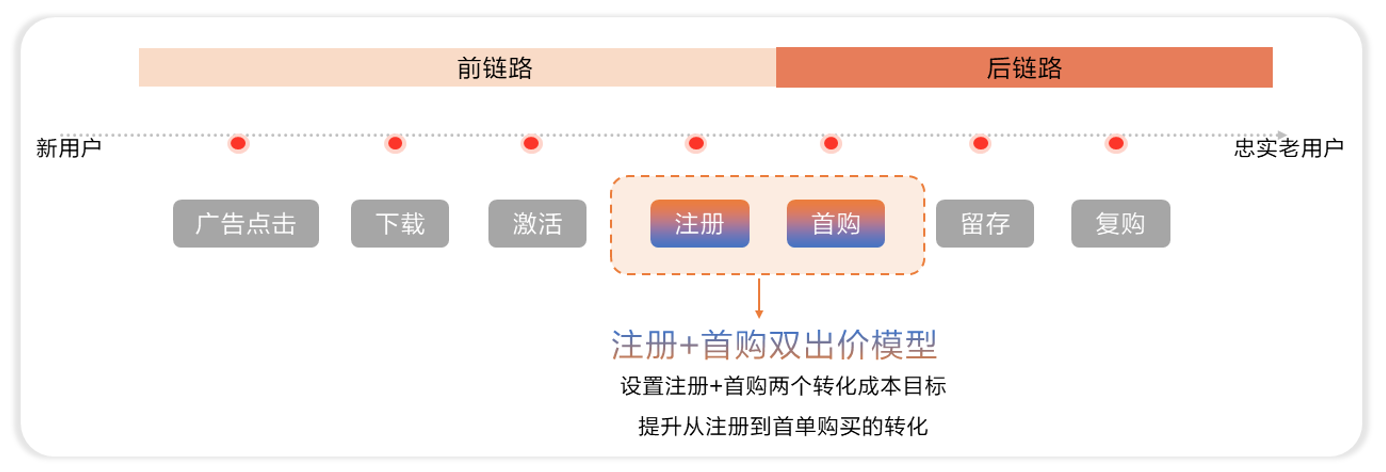 前链路
后链路
新用户
忠实老用户
广告点击
下载
激活
注册
首购
留存
复购
注册+首购双出价模型
设置注册+首购两个转化成本目标
提升从注册到首单购买的转化